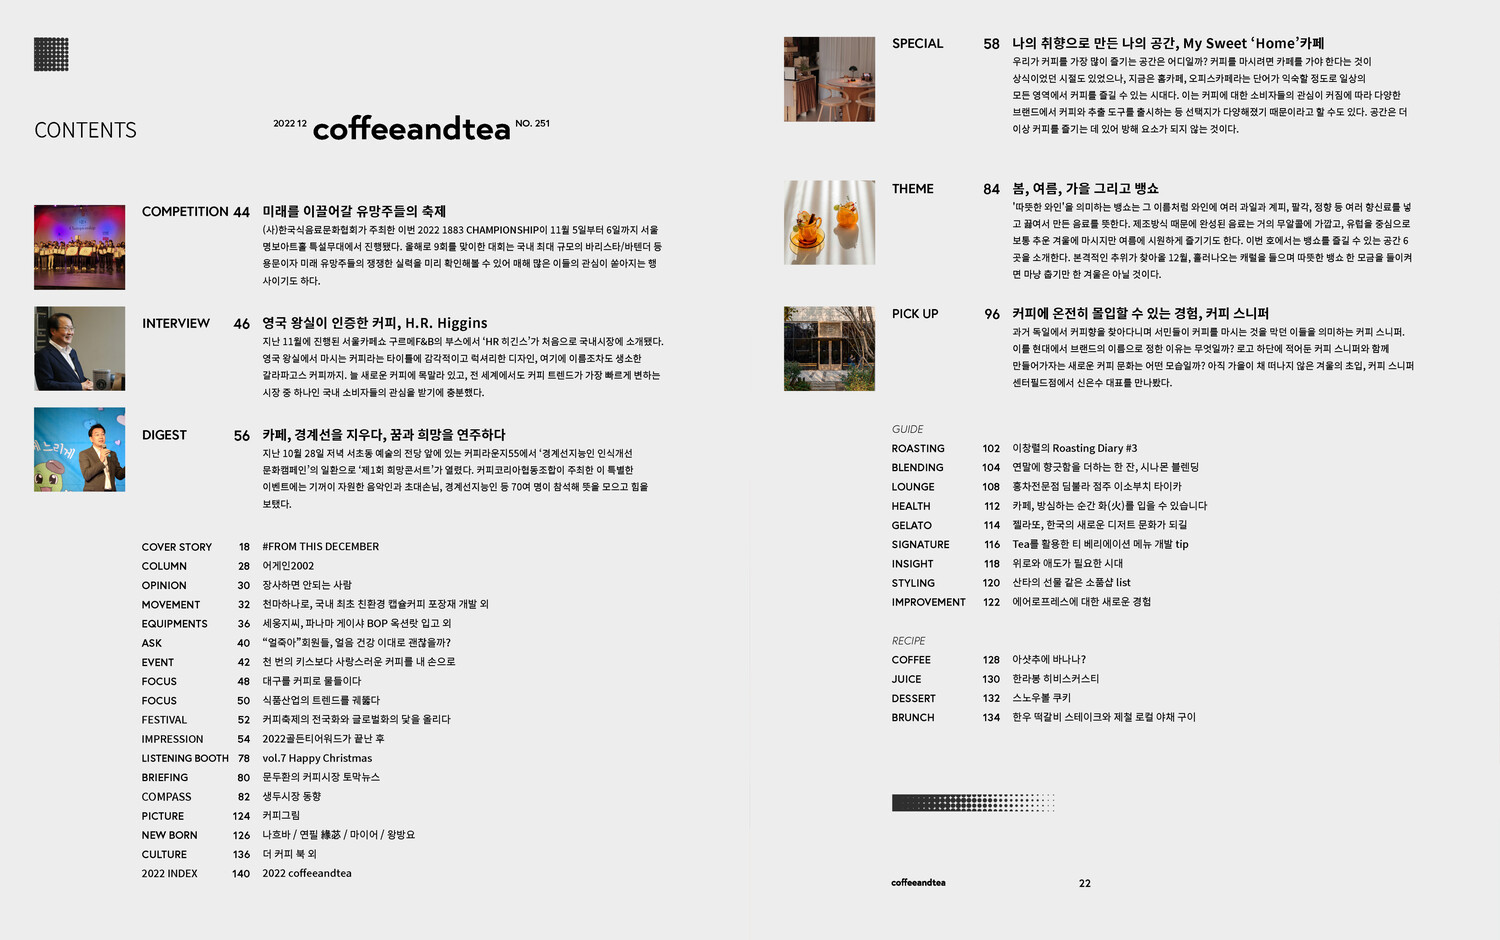 CONTENTS
2022 12 coffeeandtea NO. 251
COMPETITION 44 미래를 이끌어갈 유망주들의 축제
(사)한국식음료문화협회가 주최한 이번 2022 1883 CHAMPIONSHIP이 11월 5일부터 6일까지 서울
명보아트홀 특설무대에서 진행됐다. 올해로 9회를 맞이한 대회는 국내 최대 규모의 바리스타/바텐더 등
용문이자 미래 유망주들의 쟁쟁한 실력을 미리 확인해볼 수 있어 매해 많은 이들의 관심이 쏟아지는 행
사이기도 하다.
INTERVIEW 46 영국 왕실이 인증한 커피, H.R. Higgins
지난 11월에 진행된 서울카페쇼 구르메F&B의 부스에서 ‘HR 히긴스’가 처음으로 국내시장에 소개됐다.
영국 왕실에서 마시는 커피라는 타이틀에 감각적이고 럭셔리한 디자인, 여기에 이름조차도 생소한
갈라파고스 커피까지. 늘 새로운 커피에 목말라 있고, 전 세계에서도 커피 트렌드가 가장 빠르게 변하는
시장 중 하나인 국내 소비자들의 관심을 받기에 충분했다.
DIGEST 56 카페, 경계선을 지우다, 꿈과 희망을 연주하다
지난 10월 28일 저녁 서초동 예술의 전당 앞에 있는 커피라운지55에서 ‘경계선지능인 인식개선
문화캠페인’의 일환으로 ‘제1회 희망콘서트’가 열렸다. 커피코리아협동조합이 주최한 이 특별한
이벤트에는 기꺼이 자원한 음악인과 초대손님, 경계선지능인 등 70여 명이 참석해 뜻을 모으고 힘을
보탰다.
COVER STORY 18 #FROM THIS DECEMBER
COLUMN 28 어게인2002
OPINION 30 장사하면 안되는 사람
MOVEMENT 32 천마하나로, 국내 최초 친환경 캡슐커피 포장재 개발 외
EQUIPMENTS 36 세웅지씨, 파나마 게이샤 BOP 옥션랏 입고 외
ASK 40 “얼죽아”회원들, 얼음 건강 이대로 괜찮을까?
EVENT 42 천 번의 키스보다 사랑스러운 커피를 내 손으로
FOCUS 48 대구를 커피로 물들이다
FOCUS 50 식품산업의 트렌드를 꿰뚫다
FESTIVAL 52 커피축제의 전국화와 글로벌화의 닻을 올리다
IMPRESSION 54 2022골든티어워드가 끝난 후
LISTENING BOOTH 78 vol.7 Happy Christmas
BRIEFING 80 문두환의 커피시장 토막뉴스
COMPASS 82 생두시장 동향
PICTURE 124 커피그림
NEW BORN 126 나흐바 / 연필 緣苾 / 마이어 / 왕방요
CULTURE 136 더 커피 북 외
2022 INDEX 140 2022 coffeeandtea
SPECIAL 58 나의 취향으로 만든 나의 공간, My Sweet ‘Home’카페
우리가 커피를 가장 많이 즐기는 공간은 어디일까? 커피를 마시려면 카페를 가야 한다는 것이
상식이었던 시절도 있었으나, 지금은 홈카페, 오피스카페라는 단어가 익숙할 정도로 일상의
모든 영역에서 커피를 즐길 수 있는 시대다. 이는 커피에 대한 소비자들의 관심이 커짐에 따라 다양한
브랜드에서 커피와 추출 도구를 출시하는 등 선택지가 다양해졌기 때문이라고 할 수도 있다. 공간은 더
이상 커피를 즐기는 데 있어 방해 요소가 되지 않는 것이다.
THEME 84 봄, 여름, 가을 그리고 뱅쇼
'따뜻한 와인'을 의미하는 뱅쇼는 그 이름처럼 와인에 여러 과일과 계피, 팔각, 정향 등 여러 향신료를 넣
고 끓여서 만든 음료를 뜻한다. 제조방식 때문에 완성된 음료는 거의 무알콜에 가깝고, 유럽을 중심으로
보통 추운 겨울에 마시지만 여름에 시원하게 즐기기도 한다. 이번 호에서는 뱅쇼를 즐길 수 있는 공간 6
곳을 소개한다. 본격적인 추위가 찾아올 12월, 흘러나오는 캐럴을 들으며 따뜻한 뱅쇼 한 모금을 들이켜
면 마냥 춥기만 한 겨울은 아닐 것이다.
PICK UP 96 커피에 온전히 몰입할 수 있는 경험, 커피 스니퍼
과거 독일에서 커피향을 찾아다니며 서민들이 커피를 마시는 것을 막던 이들을 의미하는 커피 스니퍼.
이를 현대에서 브랜드의 이름으로 정한 이유는 무엇일까? 로고 하단에 적어둔 커피 스니퍼와 함께
만들어가자는 새로운 커피 문화는 어떤 모습일까? 아직 가을이 채 떠나지 않은 겨울의 초입, 커피 스니퍼
센터필드점에서 신은수 대표를 만나봤다.
GUIDE
ROASTING 102 이창렬의 Roasting Diary #3
BLENDING 104 연말에 향긋함을 더하는 한 잔, 시나몬 블렌딩
LOUNGE 108 홍차전문점 딤불라 점주 이소부치 타이카
HEALTH 112 카페, 방심하는 순간 화(火)를 입을 수 있습니다
GELATO 114 젤라또, 한국의 새로운 디저트 문화가 되길
SIGNATURE 116 Tea를 활용한 티 베리에이션 메뉴 개발 tip
INSIGHT 118 위로와 애도가 필요한 시대
STYLING 120 산타의 선물 같은 소품샵 list
IMPROVEMENT 122 에어로프레스에 대한 새로운 경험
RECIPE
COFFEE 128 아샷추에 바나나?
JUICE 130 한라봉 히비스커스티
DESSERT 132 스노우볼 쿠키
BRUNCH 134 한우 떡갈비 스테이크와 제철 로컬 야채 구이
coffeeandtea 22